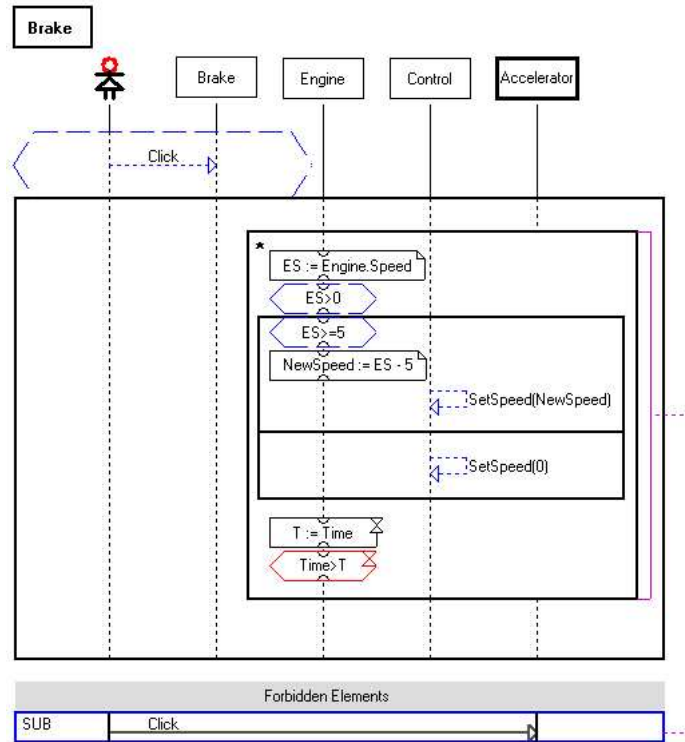 Brake
Brake Engine Control Accelerator
Click
*
ES := Engine.Speed
ES>0
ES>=5
NewSpeed := ES - 5
SetSpeed(NewSpeed)
SetSpeed(0)
T := Time
Time>T
Forbidden Elements
SUB Click